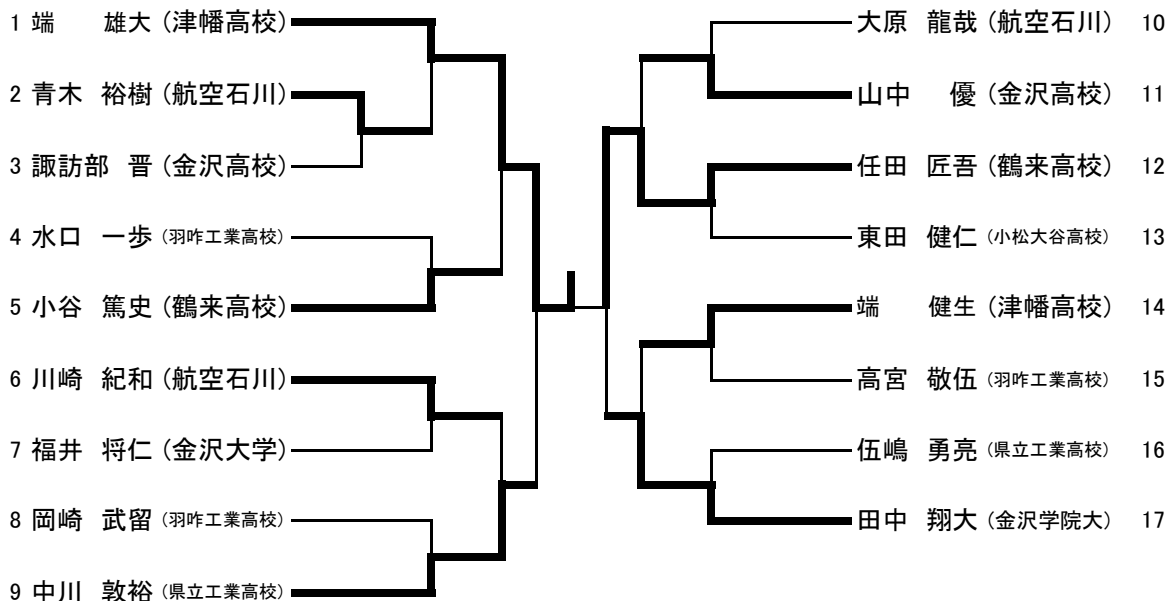 1 端 雄大 (津幡高校)
2 青木 裕樹 (航空石川)
3 諏訪部 晋 (金沢高校)
4 水口 一歩 (羽咋工業高校)
5 小谷 篤史 (鶴来高校)
6 川崎 紀和 (航空石川)
7 福井 将仁 (金沢大学)
8 岡崎 武留 (羽咋工業高校)
9 中川 敦裕 (県立工業高校)
大原 龍哉 (航空石川) 10
山中 優 (金沢高校) 11
任田 匠吾 (鶴来高校) 12
東田 健仁 (小松大谷高校) 13
端 健生 (津幡高校) 14
高宮 敬伍 (羽咋工業高校) 15
伍嶋 勇亮 (県立工業高校) 16
田中 翔大 (金沢学院大) 17